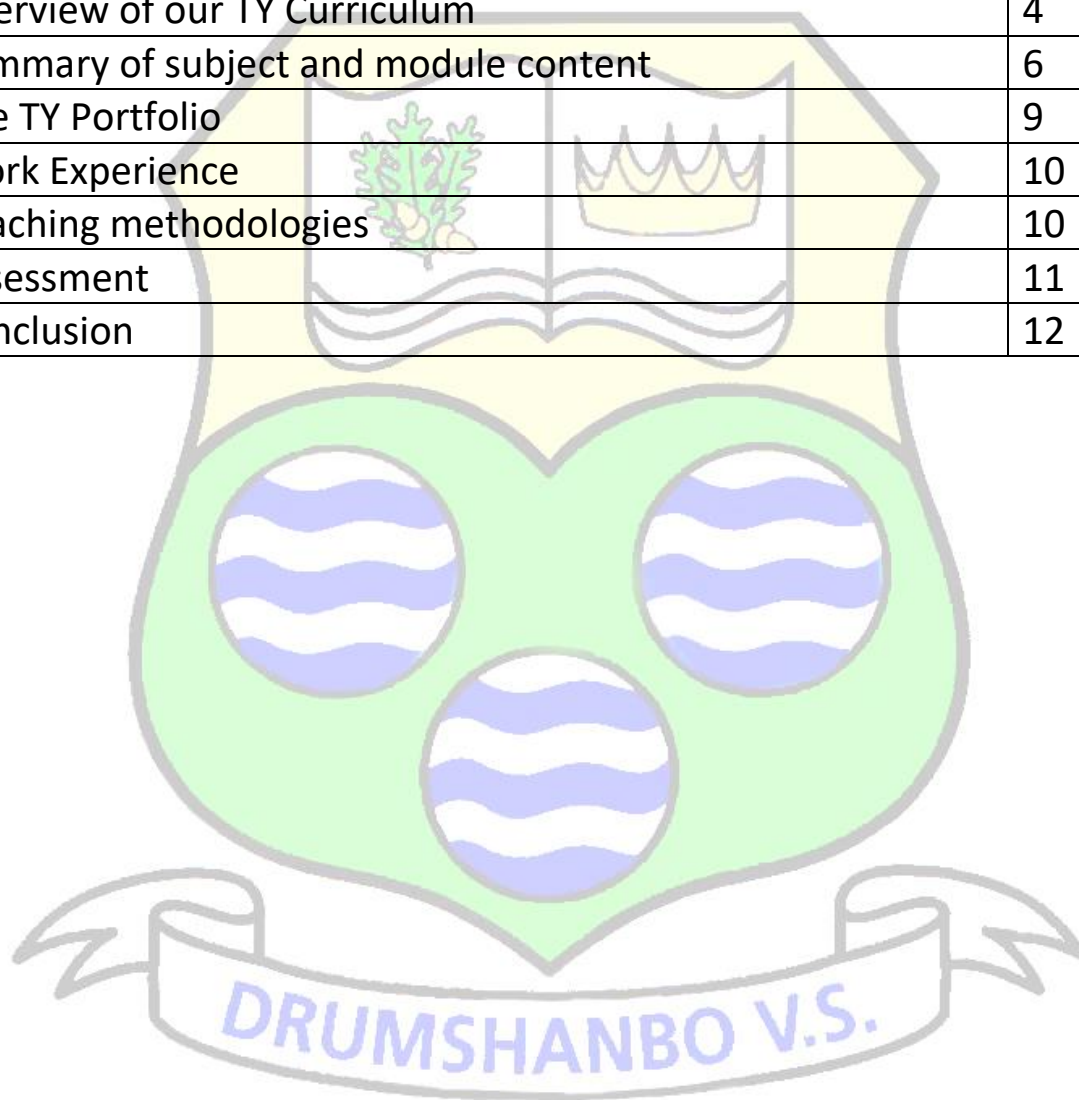 erview of our TY Curriculum 4
mmary of subject and module content 6
e TY Portfolio 9
ork Experience 10
aching methodologies 10
sessment 11
nclusion 12
DRUMSHANBO V.S.